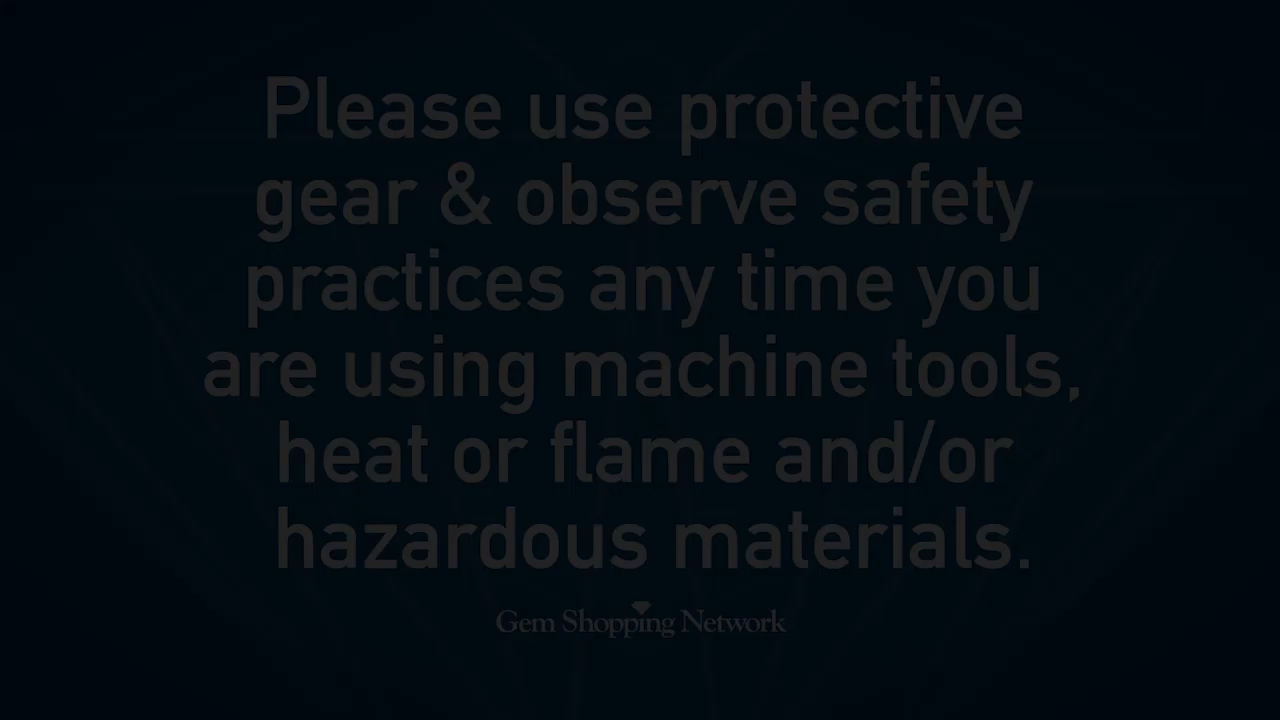 Please use protective
gear & observe safety
practices any time you
are using machine tools,
heat or flame and/or
hazardous materials.
Gem Shopping Network